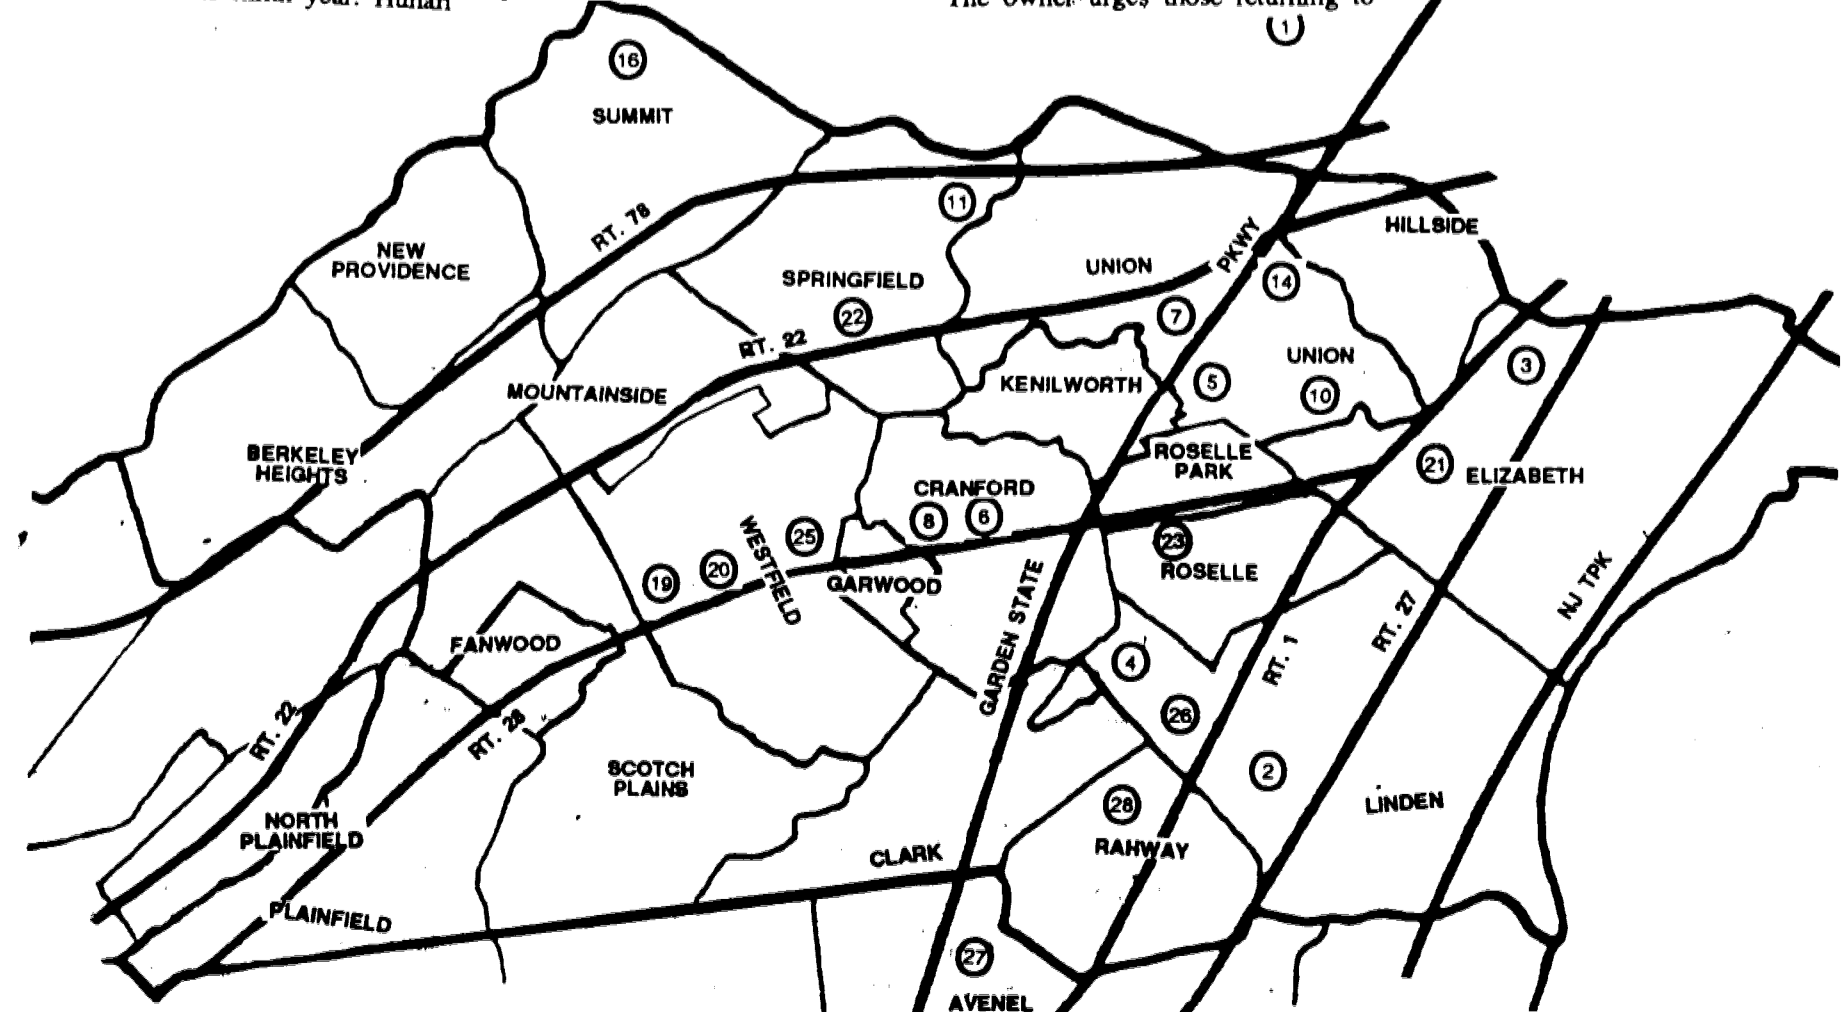 year. Hunan
The owner urges those returning to
1
16
SUMMIT
11
RT. 78
NEW
PROVIDENCE
HILLSIDE
PKWY
UNION
14
SPRINGFIELD
22
7
RT. 22
UNION
3
MOUNTAINSIDE
KENILWORTH
5
10
BERKELEY
HEIGHTS
ROSELLE
PARK
21
ELIZABETH
CRANFORD
8
6
WESTFIELD
25
23
ROSELLE
19
20
GARWOOD
GARDEN STATE
NJ TPK
RT. 27
FANWOOD
4
RT. 1
26
RT. 22
RT. 28
SCOTCH
PLAINS
2
28
LINDEN
NORTH
PLAINFIELD
CLARK
RAHWAY
PLAINFIELD
27
AVENEL